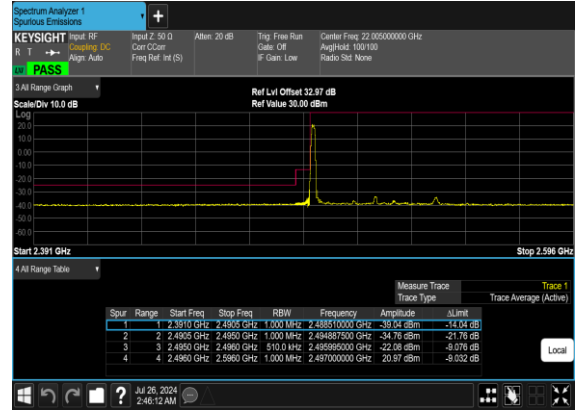 Spectrum Analyzer 1
Spurious Emissions
KEYSIGHT Input: RF Input Z: 50 Ω Atten: 20 dB Trig: Free Run Center Freq: 22.005000000 GHz
R T Coupling: DC Corr CCorr Gate: Off Avg|Hold: 100/100
Align: Auto Freq Ref: Int (S) IF Gain: Low Radio Std: None
PASS
3 All Range Graph
Ref Lvl Offset 32.97 dB
Scale/Div 10.0 dB Ref Value 30.00 dBm
Log
20.0
10.0
0.00
-10.0
-20.0
-30.0
-40.0
-50.0
-60.0
Start 2.391 GHz Stop 2.596 GHz
4 All Range Table
Measure Trace Trace 1
Trace Type Trace Average (Active)
Spur Range Start Freq Stop Freq RBW Frequency Amplitude ΔLimit
1 1 2.3910 GHz 2.4905 GHz 1.000 MHz 2.488510000 GHz -39.04 dBm -14.04 dB
2 2 2.4905 GHz 2.4950 GHz 1.000 MHz 2.494887500 GHz -34.76 dBm -21.76 dB
3 3 2.4950 GHz 2.4960 GHz 510.0 kHz 2.495995000 GHz -22.08 dBm -9.076 dB
4 4 2.4960 GHz 2.5960 GHz 1.000 MHz 2.497000000 GHz 20.97 dBm -9.032 dB
Local
Jul 26, 2024
2:46:12 AM